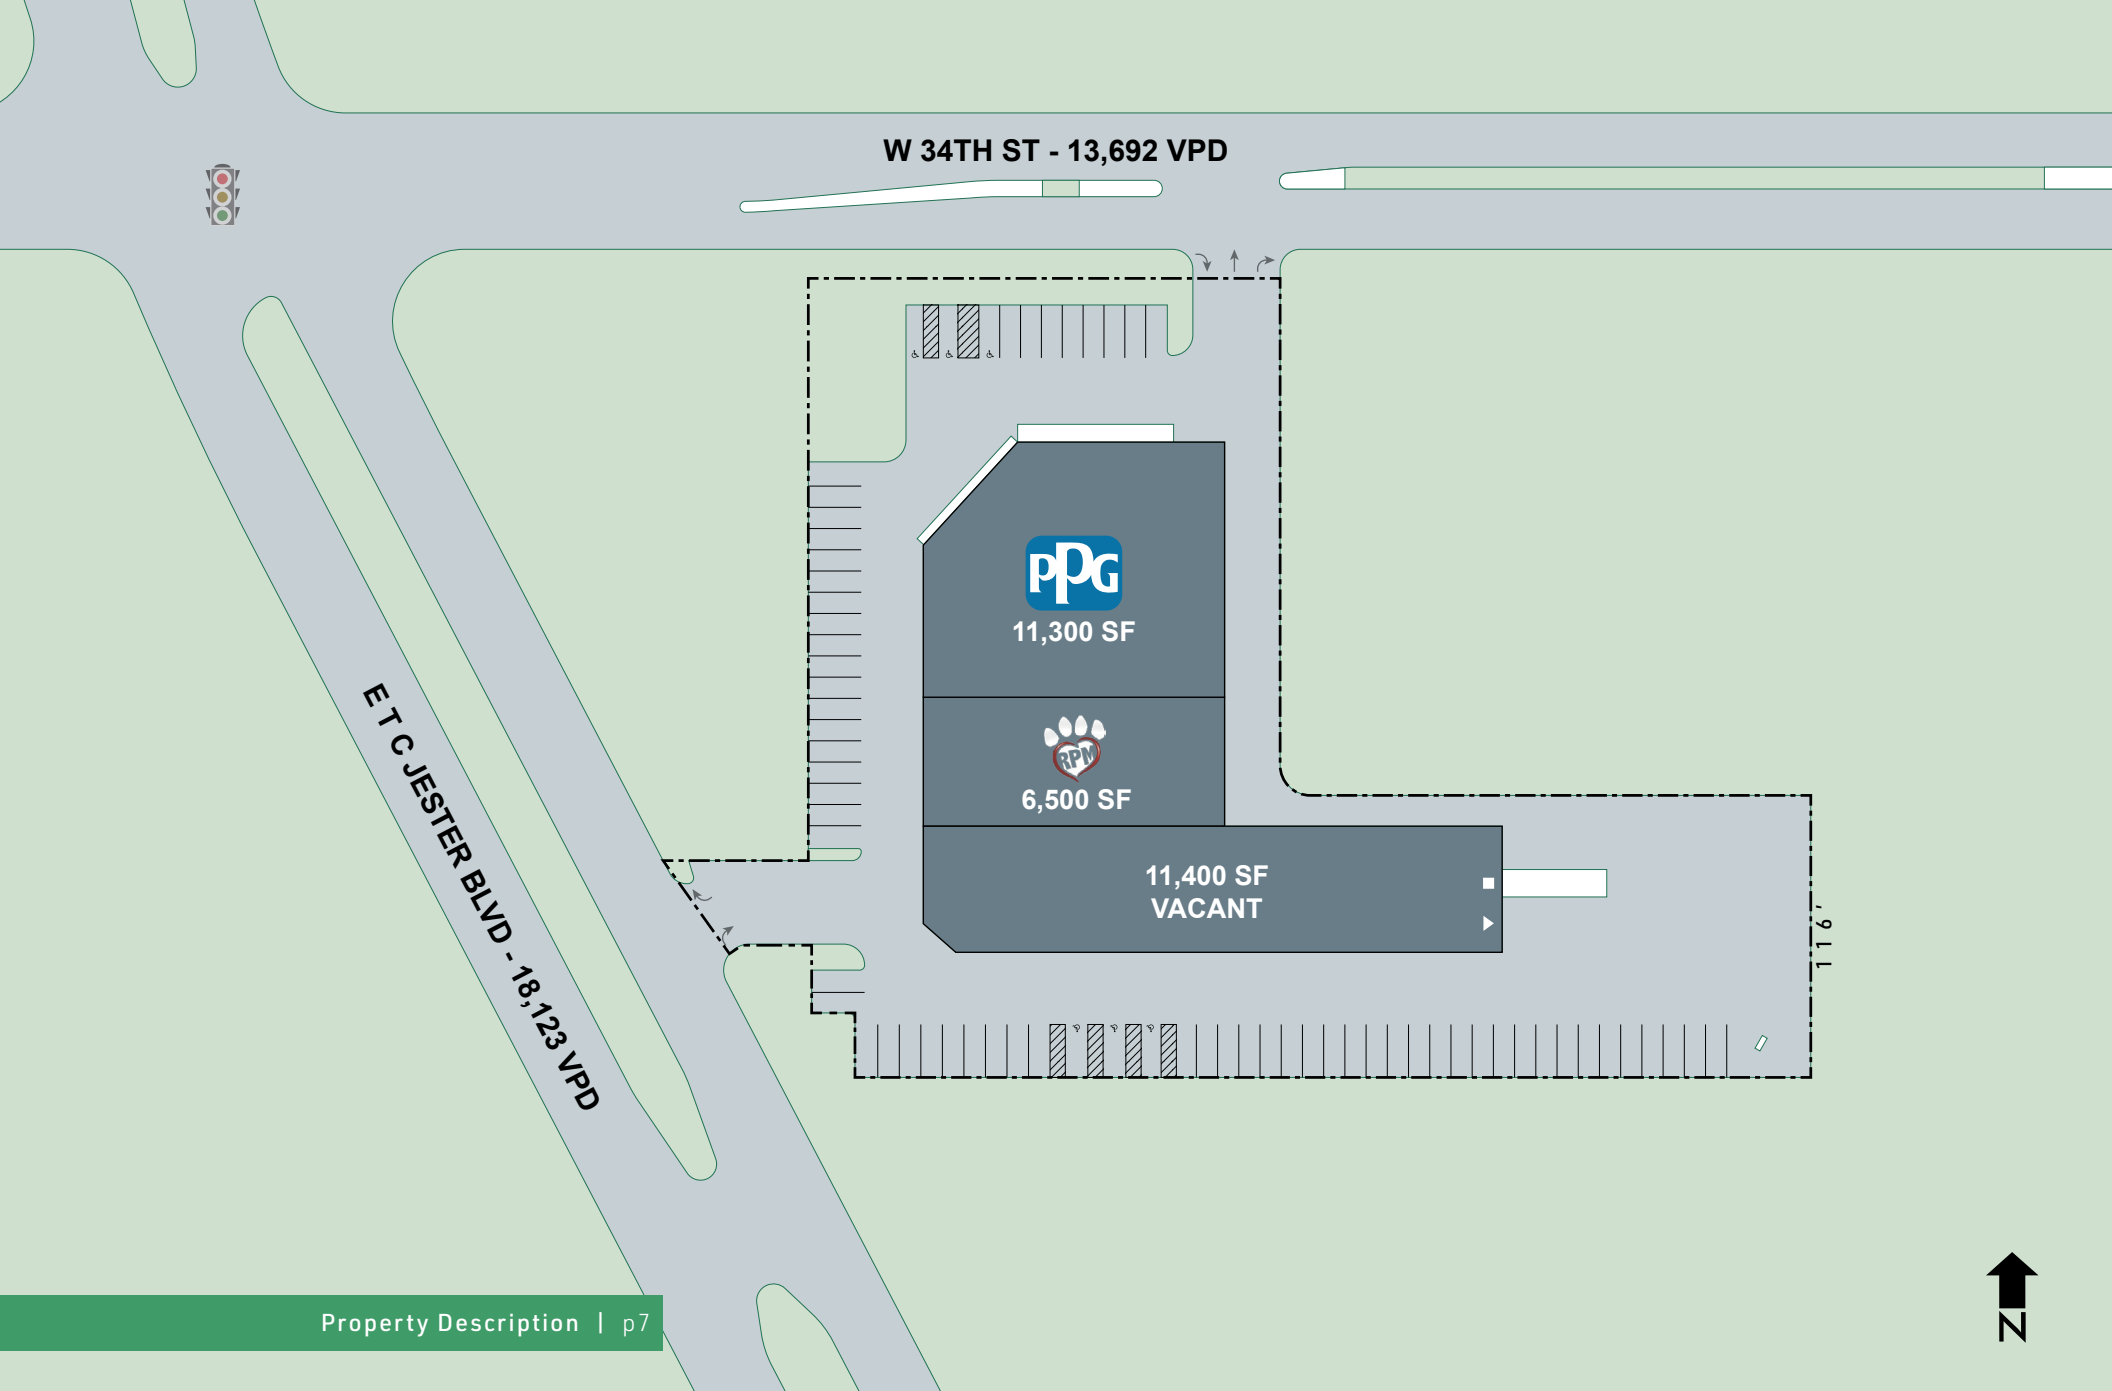 W 34TH ST - 13,692 VPD
PPG
11,300 SF
RPM
6,500 SF
11,400 SF
VACANT
116'
E T C JESTER BLVD - 18,123 VPD
Property Description | p7
N